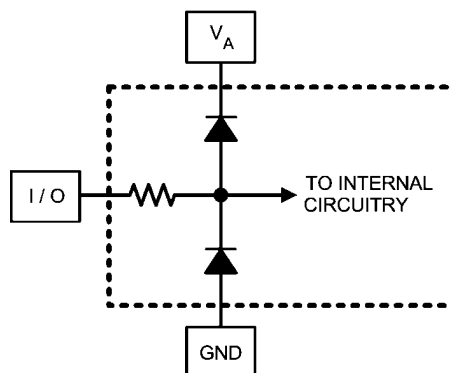 V_A
I / O
TO INTERNAL
CIRCUITRY
GND